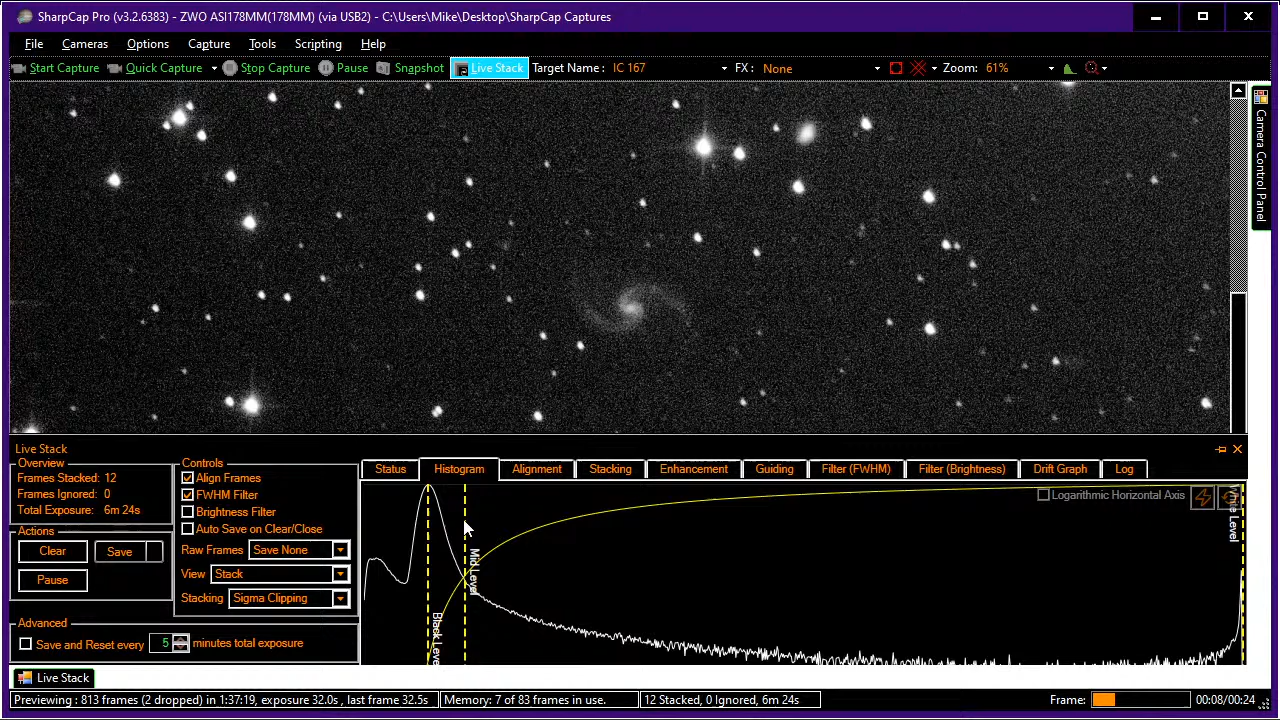 SharpCap Pro (v3.2.6383) - ZWO ASI178MM(178MM) (via USB2) - C:\Users\Mike\Desktop\SharpCap Captures
File Cameras Options Capture Tools Scripting Help
Start Capture Quick Capture Stop Capture Pause Snapshot Live Stack Target Name : IC 167 FX : None Zoom: 61%
Camera Control Panel
Live Stack
Overview
Frames Stacked: 12
Frames Ignored: 0
Total Exposure: 6m 24s
Actions
Clear Save
Pause
Controls
Align Frames
FWHM Filter
Brightness Filter
Auto Save on Clear/Close
Raw Frames Save None
View Stack
Stacking Sigma Clipping
Advanced
Save and Reset every 5 minutes total exposure
Status Histogram Alignment Stacking Enhancement Guiding Filter (FWHM) Filter (Brightness) Drift Graph Log
Logarithmic Horizontal Axis
Black Leve
Mid Level
White Level
Live Stack
Previewing : 813 frames (2 dropped) in 1:37:19, exposure 32.0s , last frame 32.5s Memory: 7 of 83 frames in use. 12 Stacked, 0 Ignored, 6m 24s Frame: 00:08/00:24